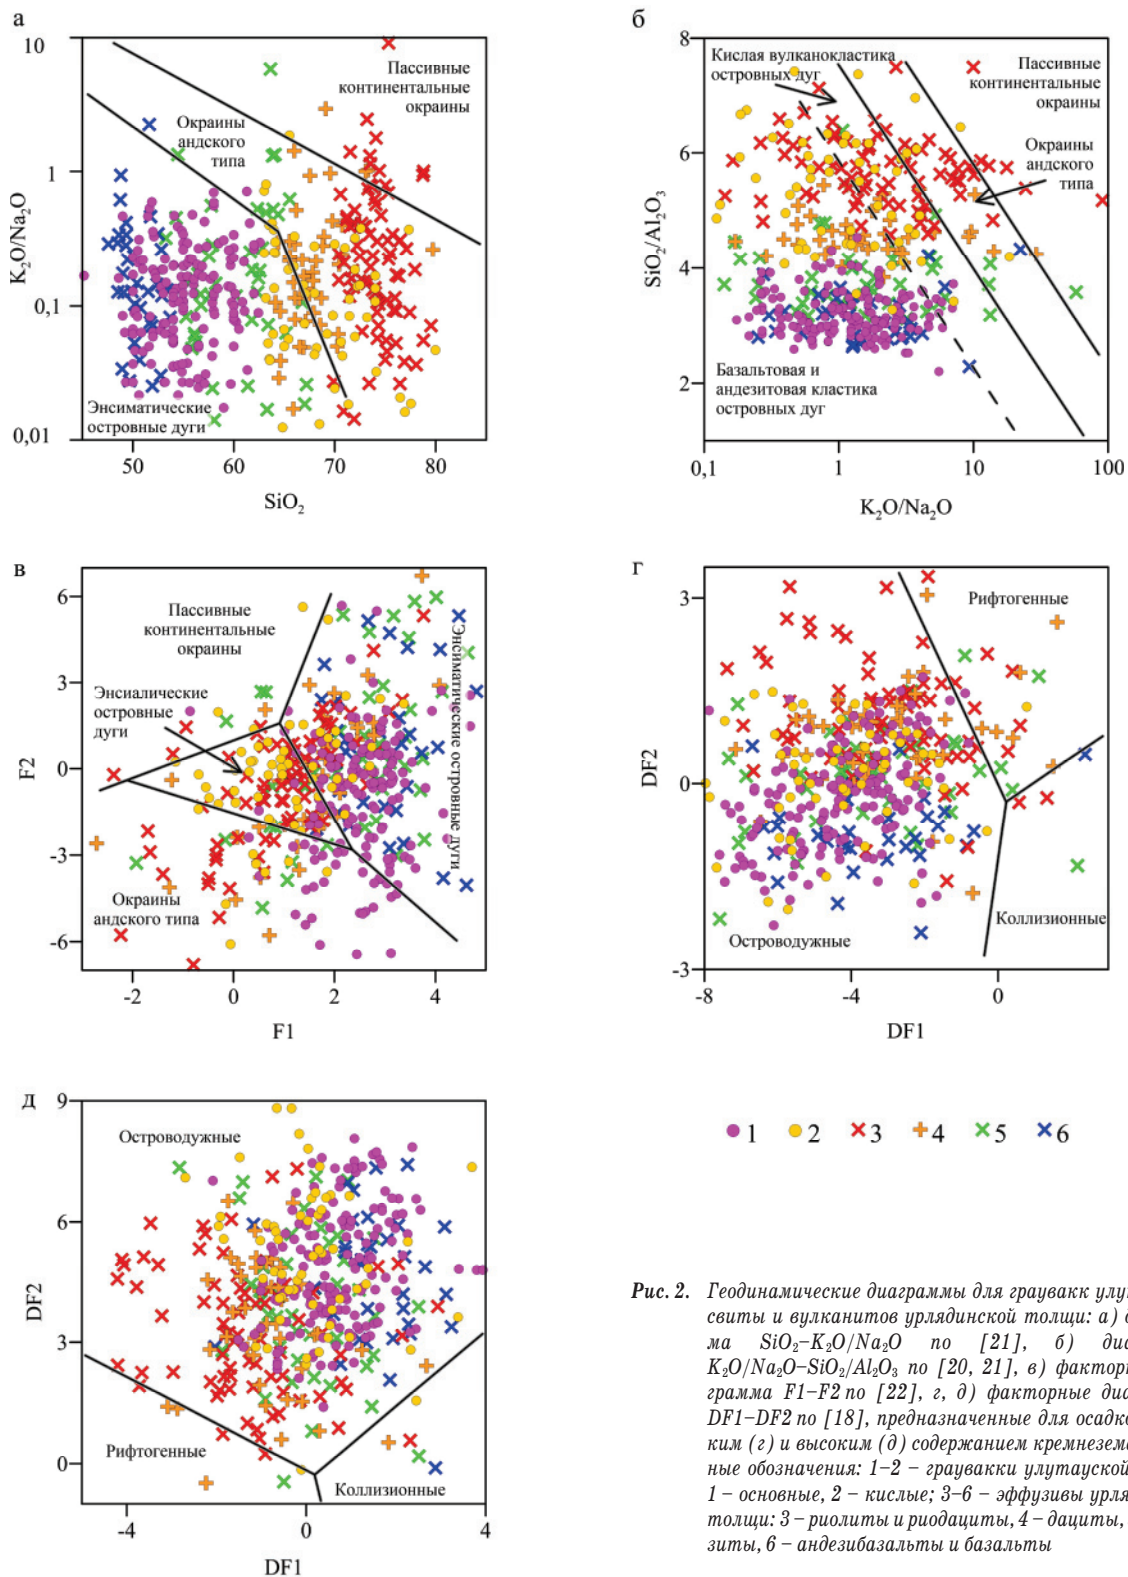 а
10
1
0,1
0,01
K₂O/Na₂O
Пассивные
континентальные
окраины
Окраины
андского
типа
Энсиматические
островные дуги
50
60
70
80
SiO₂
б
8
6
4
2
SiO₂/Al₂O₃
Кислая вулканокластика
островных дуг
Пассивные
континентальные
окраины
Окраины
андского
типа
Базальтовая и
андезитовая кластика
островных дуг
0,1
1
10
100
K₂O/Na₂O
в
6
3
0
-3
-6
F2
Пассивные
континентальные
окраины
Энсиалические
островные
дуги
Энсиматические островные дуги
Окраины
андского типа
-2
0
2
4
F1
г
3
0
-3
DF2
Рифтогенные
Островодужные
Коллизионные
-8
-4
0
DF1
д
9
6
3
0
DF2
Островодужные
Рифтогенные
Коллизионные
-4
0
4
DF1
1 2 3 4 5 6
Рис. 2. Геодинамические диаграммы для граувакк улу
свиты и вулканитов урлядинской толщи: а) 
ма SiO₂–K₂O/Na₂O по [21], б) диа
K₂O/Na₂O–SiO₂/Al₂O₃ по [20, 21], в) фактор
грамма F1–F2 по [22], г, д) факторные диа
DF1–DF2 по [18], предназначенные для осадко
ким (г) и высоким (д) содержанием кремнезема
ные обозначения: 1–2 – граувакки улутауской
1 – основные, 2 – кислые; 3–6 – эффузивы урля
толщи: 3 – риолиты и риодациты, 4 – дациты,
зиты, 6 – андезибазальты и базальты